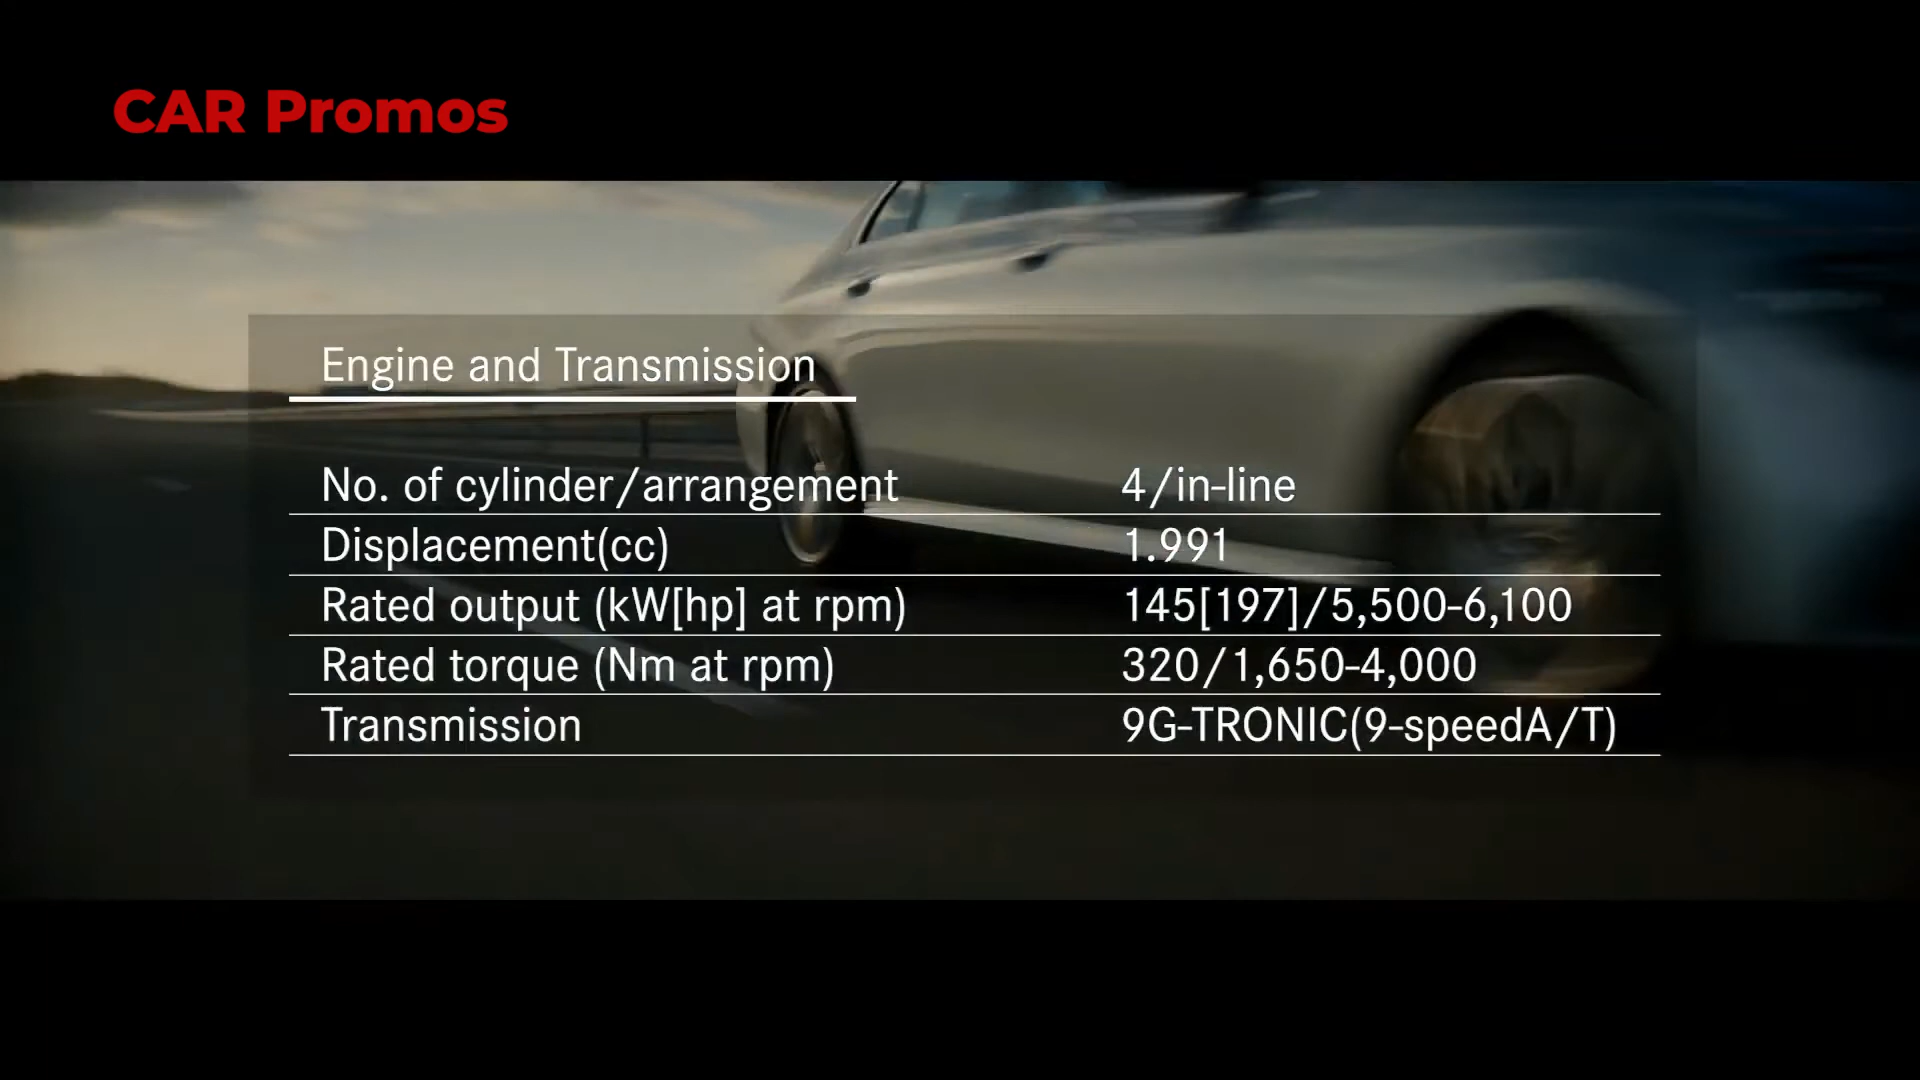 CAR Promos
Engine and Transmission
No. of cylinder/arrangement 4/in-line
Displacement(cc) 1.991
Rated output (kW[hp] at rpm) 145[197]/5,500-6,100
Rated torque (Nm at rpm) 320/1,650-4,000
Transmission 9G-TRONIC(9-speedA/T)